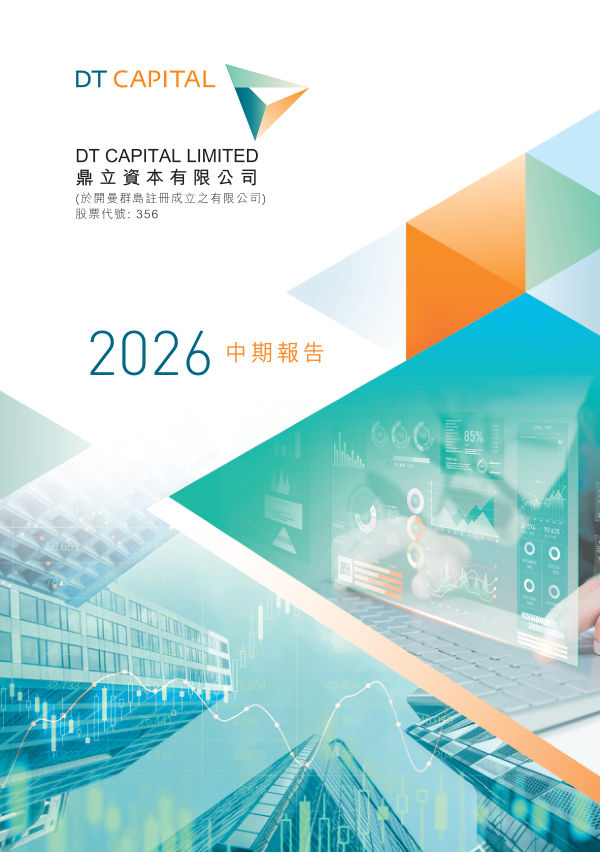 DT CAPITAL
DT CAPITAL LIMITED
鼎立資本有限公司
(於開曼群島註冊成立之有限公司)
股票代號: 356
2026 中期報告
85%